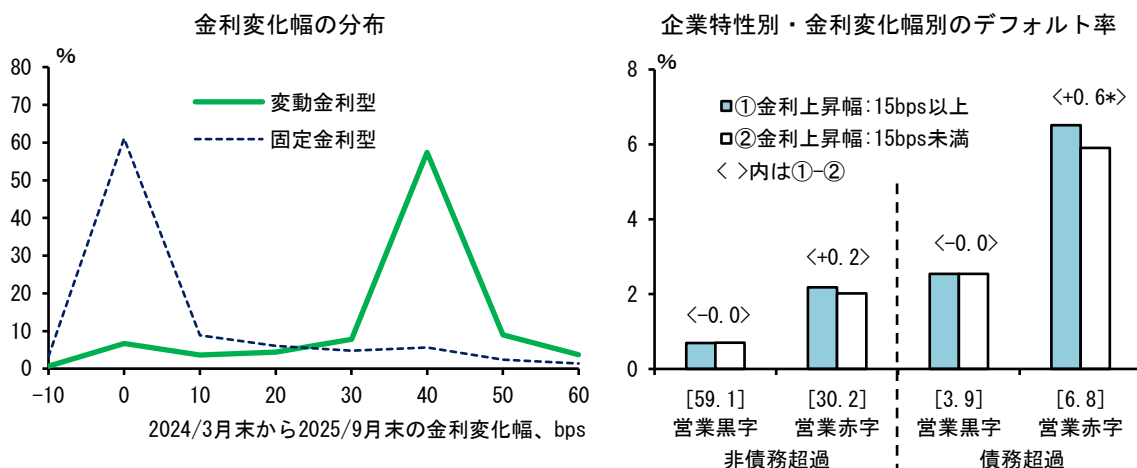 金利変化幅の分布
%
80
70
60
50
40
30
20
10
0
変動金利型
固定金利型
-10 0 10 20 30 40 50 60
2024/3月末から2025/9月末の金利変化幅、bps
企業特性別・金利変化幅別のデフォルト率
%
8
6
4
2
0
①金利上昇幅:15bps以上
②金利上昇幅:15bps未満
< >内は①-②
<-0.0>
<+0.2>
<-0.0>
<+0.6*>
[59.1] [30.2] [3.9] [6.8]
営業黒字 営業赤字 営業黒字 営業赤字
非債務超過 債務超過